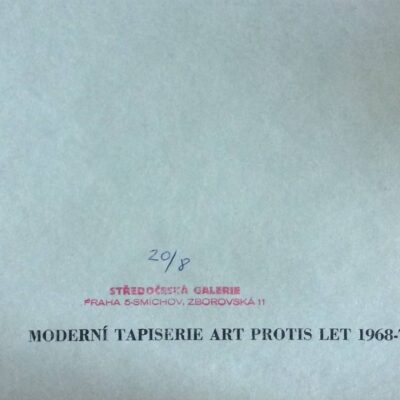 20/8
STŘEDOČESKÁ GALERIE
PRAHA 5-SMÍCHOV, ZBOROVSKÁ 11
MODERNÍ TAPISERIE ART PROTIS LET 1968-